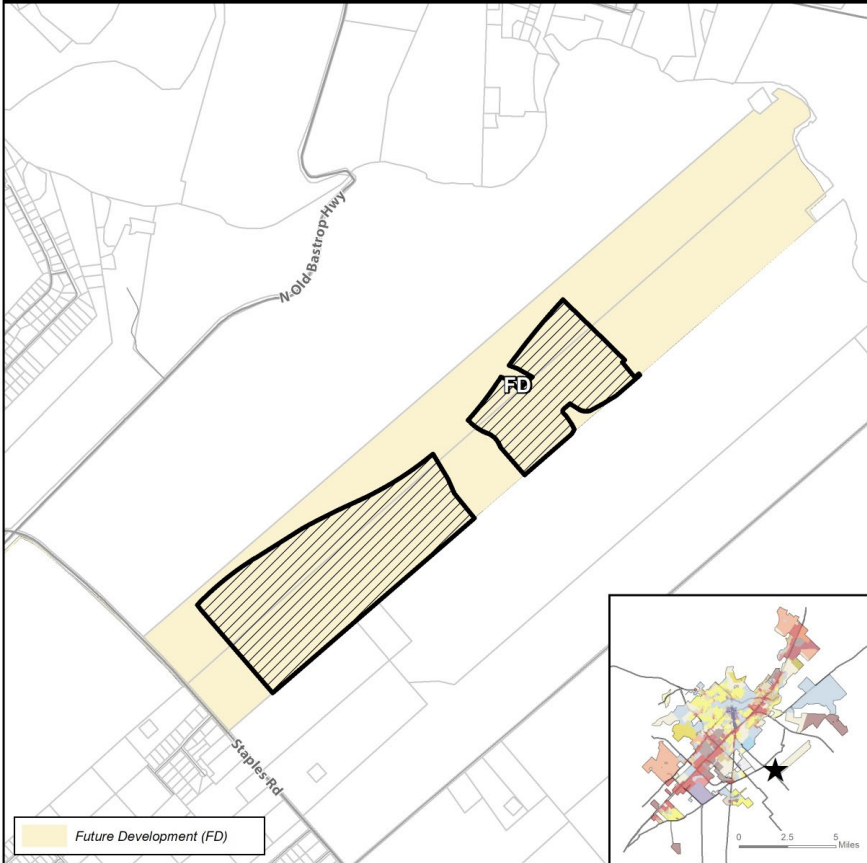 N Old Bastrop Hwy
FD
Staples Rd
Future Development (FD)
0 2.5 5
Miles